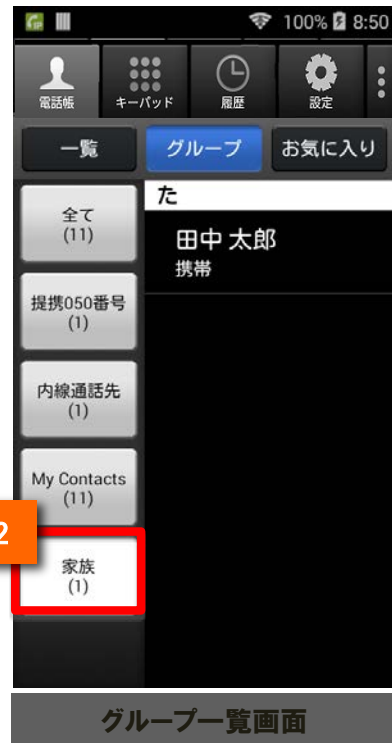 100% 8:50
電話帳 キーパッド 履歴 設定
一覧 グループ お気に入り
た
田中 太郎
携帯
全て
(11)
提携050番号
(1)
内線通話先
(1)
My Contacts
(11)
2
家族
(1)
グループ一覧画面